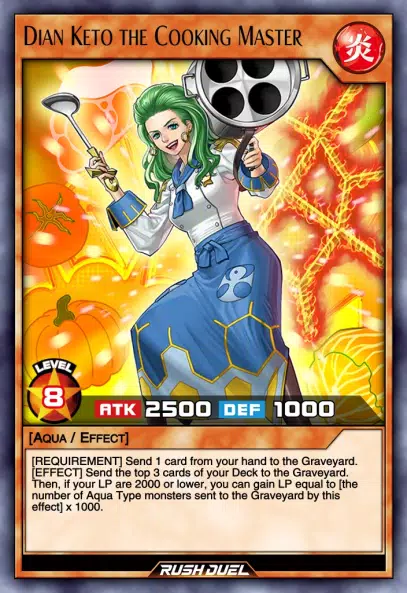 DIAN KETO THE COOKING MASTER
炎
LEVEL
8
ATK 2500 DEF 1000
[AQUA / EFFECT]
[REQUIREMENT] Send 1 card from your hand to the Graveyard.
[EFFECT] Send the top 3 cards of your Deck to the Graveyard.
Then, if your LP are 2000 or lower, you can gain LP equal to [the
number of Aqua Type monsters sent to the Graveyard by this
effect] x 1000.
RUSH DUEL